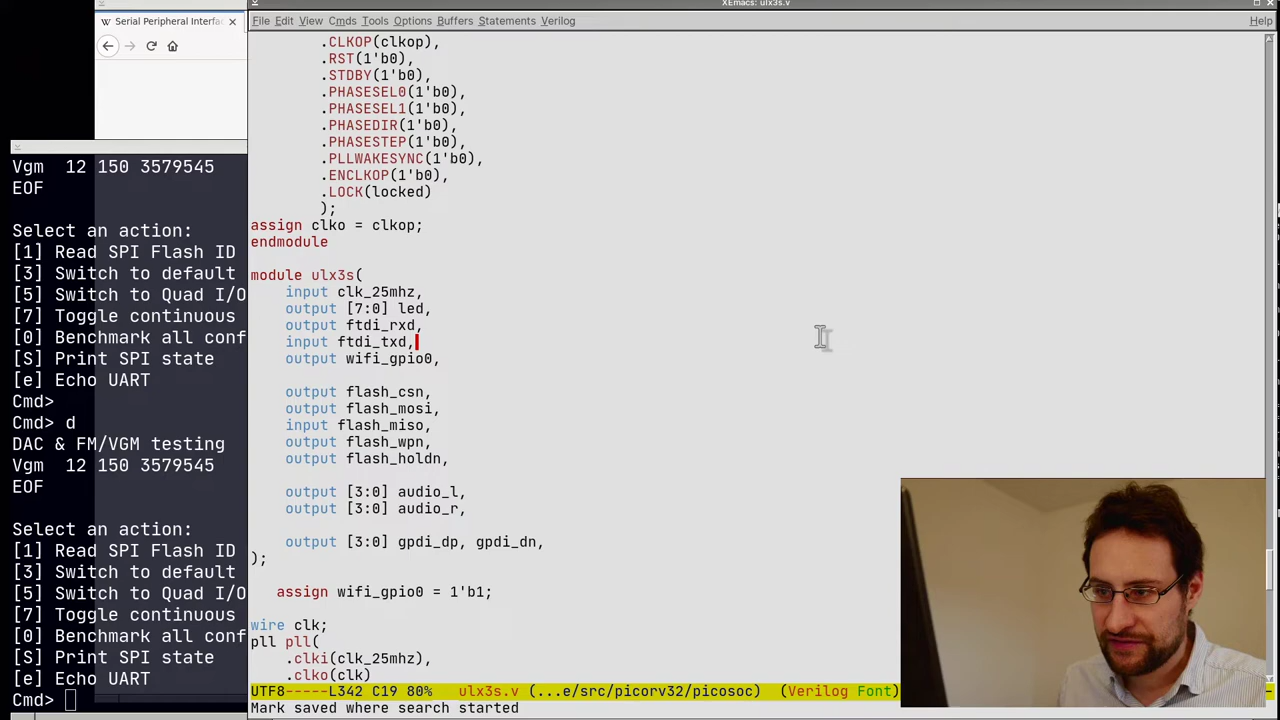 XEmacs: ulx3s.v
Serial Peripheral Interfa
File Edit View Cmds Tools Options Buffers Statements Verilog Help
Vgm 12 150 3579545
EOF
Select an action:
[1] Read SPI Flash ID
[3] Switch to default
[5] Switch to Quad I/O
[7] Toggle continuous
[0] Benchmark all conf
[S] Print SPI state
[e] Echo UART
Cmd>
Cmd> d
DAC & FM/VGM testing
Vgm 12 150 3579545
EOF
Select an action:
[1] Read SPI Flash ID
[3] Switch to default
[5] Switch to Quad I/O
[7] Toggle continuous
[0] Benchmark all conf
[S] Print SPI state
[e] Echo UART
Cmd>
.CLKOP(clkop),
.RST(1'b0),
.STDBY(1'b0),
.PHASESEL0(1'b0),
.PHASESEL1(1'b0),
.PHASEDIR(1'b0),
.PHASESTEP(1'b0),
.PLLWAKESYNC(1'b0),
.ENCLKOP(1'b0),
.LOCK(locked)
);
assign clko = clkop;
endmodule
module ulx3s(
input clk_25mhz,
output [7:0] led,
output ftdi_rxd,
input ftdi_txd,
output wifi_gpio0,
output flash_csn,
output flash_mosi,
input flash_miso,
output flash_wpn,
output flash_holdn,
output [3:0] audio_l,
output [3:0] audio_r,
output [3:0] gpdi_dp, gpdi_dn,
);
assign wifi_gpio0 = 1'b1;
wire clk;
pll pll(
.clki(clk_25mhz),
.clko(clk)
UTF8-----L342 C19 80% ulx3s.v (...e/src/picorv32/picosoc) (Verilog Font)
Mark saved where search started